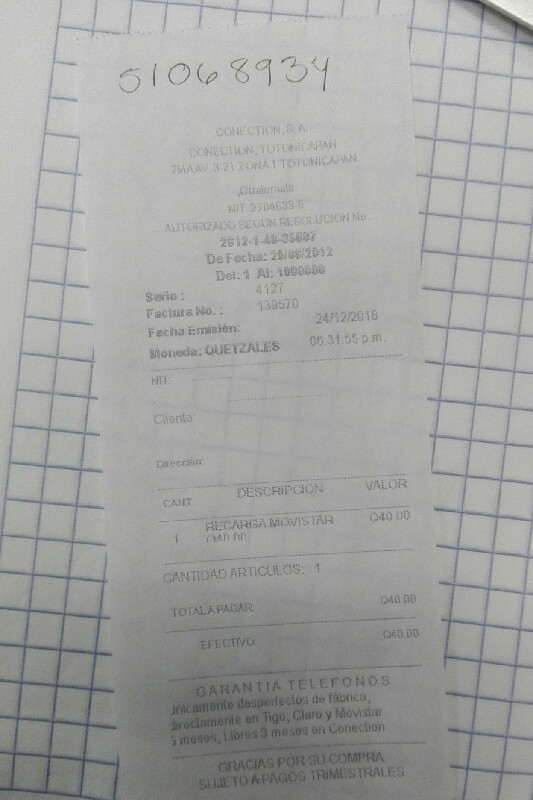 51068934
CONECTION, S.A
CONECTION, TOTONICAPAN
7MA AV. 3-21 ZONA 1 TOTONICAPAN
,Guatemala
NIT: 2704633-8
AUTORIZADO SEGUN RESOLUCION No.
2012-1-48-35607
De Fecha: 20/06/2012
Del: 1 Al: 1000000
Serie : 4127
Factura No. : 139570
Fecha Emisión: 24/12/2016
Moneda: QUETZALES 06:31:55 p.m.
NIT:
Cliente:
Dirección:
CANT DESCRIPCION VALOR
1 RECARGA MOVISTAR Q40.00
Q40.00
CANTIDAD ARTICULOS: 1
TOTAL A PAGAR: Q40.00
EFECTIVO: Q40.00
GARANTIA TELEFONOS
Unicamente desperfectos de fábrica,
directamente en Tigo, Claro y Movistar
meses, Libres 3 meses en Conection
GRACIAS POR SU COMPRA
SUJETO A PAGOS TRIMESTRALES